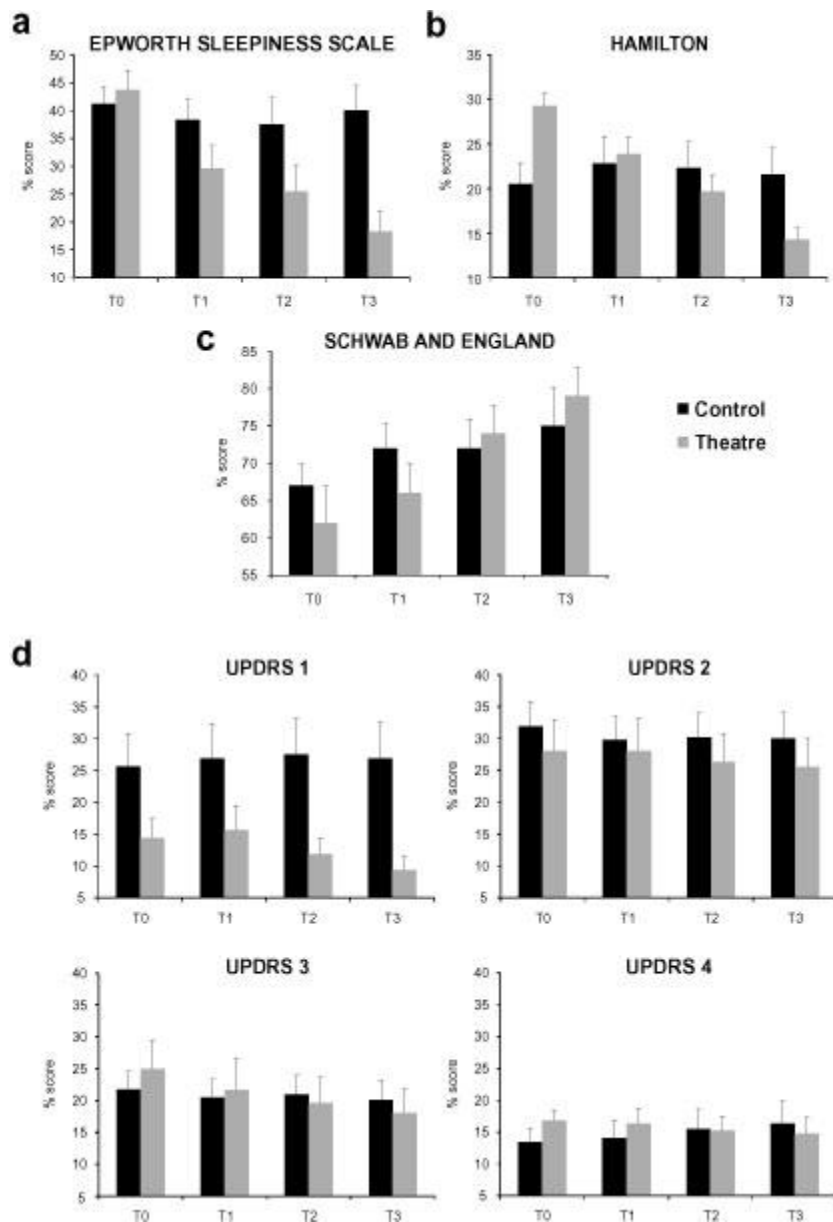 a
EPWORTH SLEEPINESS SCALE
50
45
40
35
30
25
20
15
10
% score
T0 T1 T2 T3
b
HAMILTON
35
30
25
20
15
10
% score
T0 T1 T2 T3
c
SCHWAB AND ENGLAND
85
80
75
70
65
60
55
% score
T0 T1 T2 T3
Control
Theatre
d
UPDRS 1
40
35
30
25
20
15
10
5
% score
T0 T1 T2 T3
UPDRS 2
40
35
30
25
20
15
10
5
% score
T0 T1 T2 T3
UPDRS 3
40
35
30
25
20
15
10
5
% score
T0 T1 T2 T3
UPDRS 4
40
35
30
25
20
15
10
5
% score
T0 T1 T2 T3